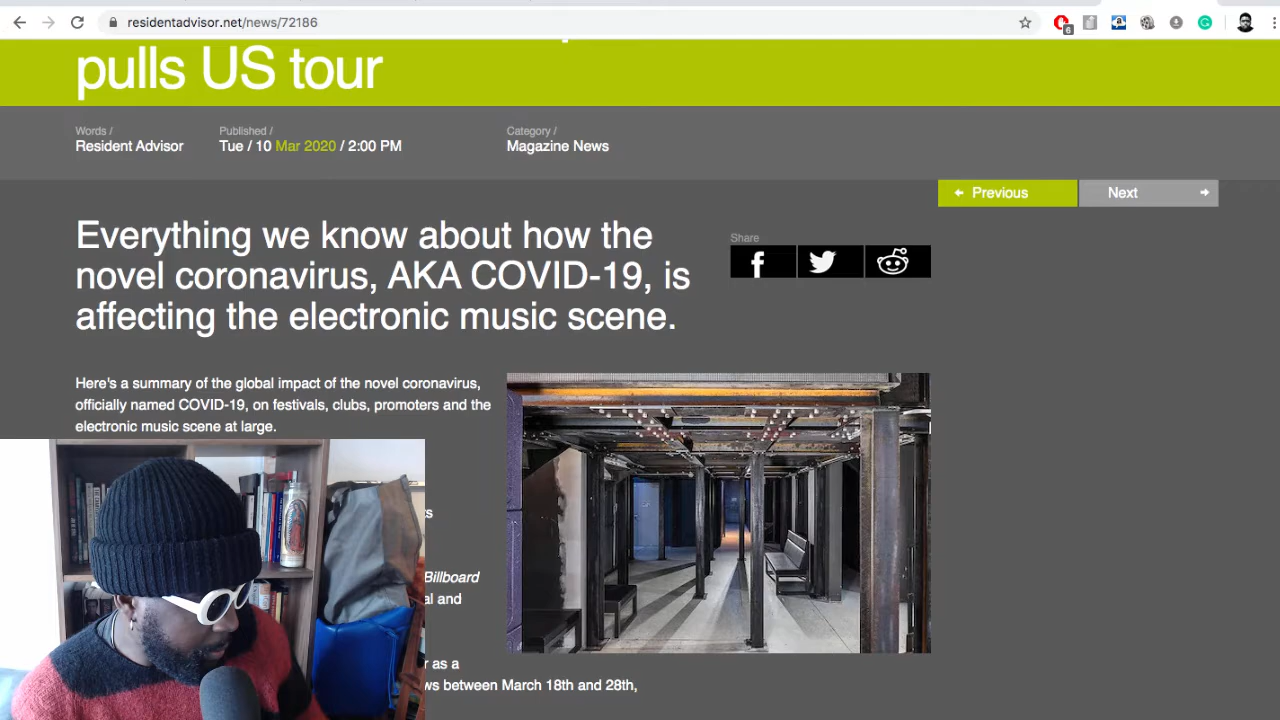 residentadvisor.net/news/72186
6
pulls US tour
Words /
Resident Advisor
Published /
Tue / 10 Mar 2020 / 2:00 PM
Category /
Magazine News
Previous
Next
Everything we know about how the
novel coronavirus, AKA COVID-19, is
affecting the electronic music scene.
Share
Here's a summary of the global impact of the novel coronavirus,
officially named COVID-19, on festivals, clubs, promoters and the
electronic music scene at large.
Billboard
and
as a
between March 18th and 28th,